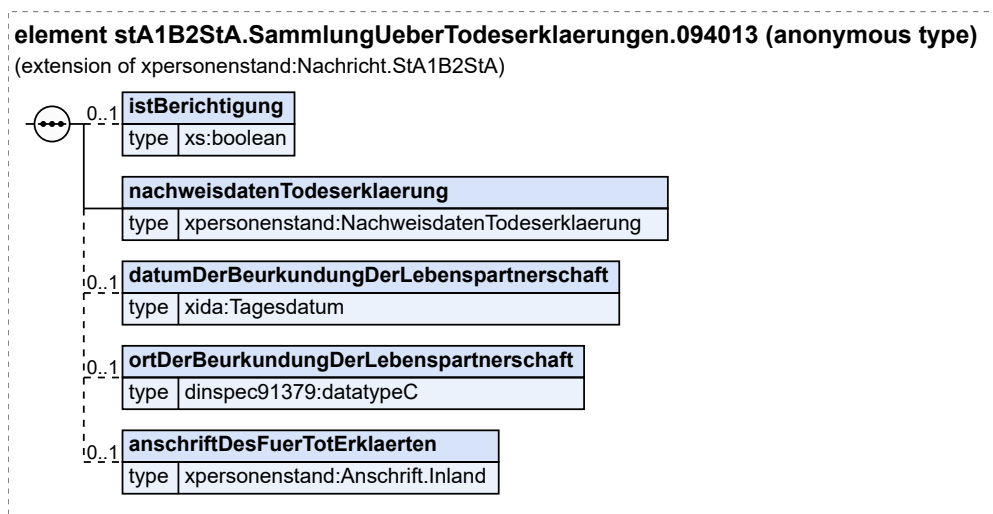 element stA1B2StA.SammlungUeberTodeserklaerungen.094013 (anonymous type)
(extension of xpersonenstand:Nachricht.StA1B2StA)
0..1 istBerichtigung
type xs:boolean
nachweisdatenTodeserklaerung
type xpersonenstand:NachweisdatenTodeserklaerung
0..1 datumDerBeurkundungDerLebenspartnerschaft
type xida:Tagesdatum
0..1 ortDerBeurkundungDerLebenspartnerschaft
type dinspec91379:datatypeC
0..1 anschriftDesFuerTotErklaerten
type xpersonenstand:Anschrift.Inland